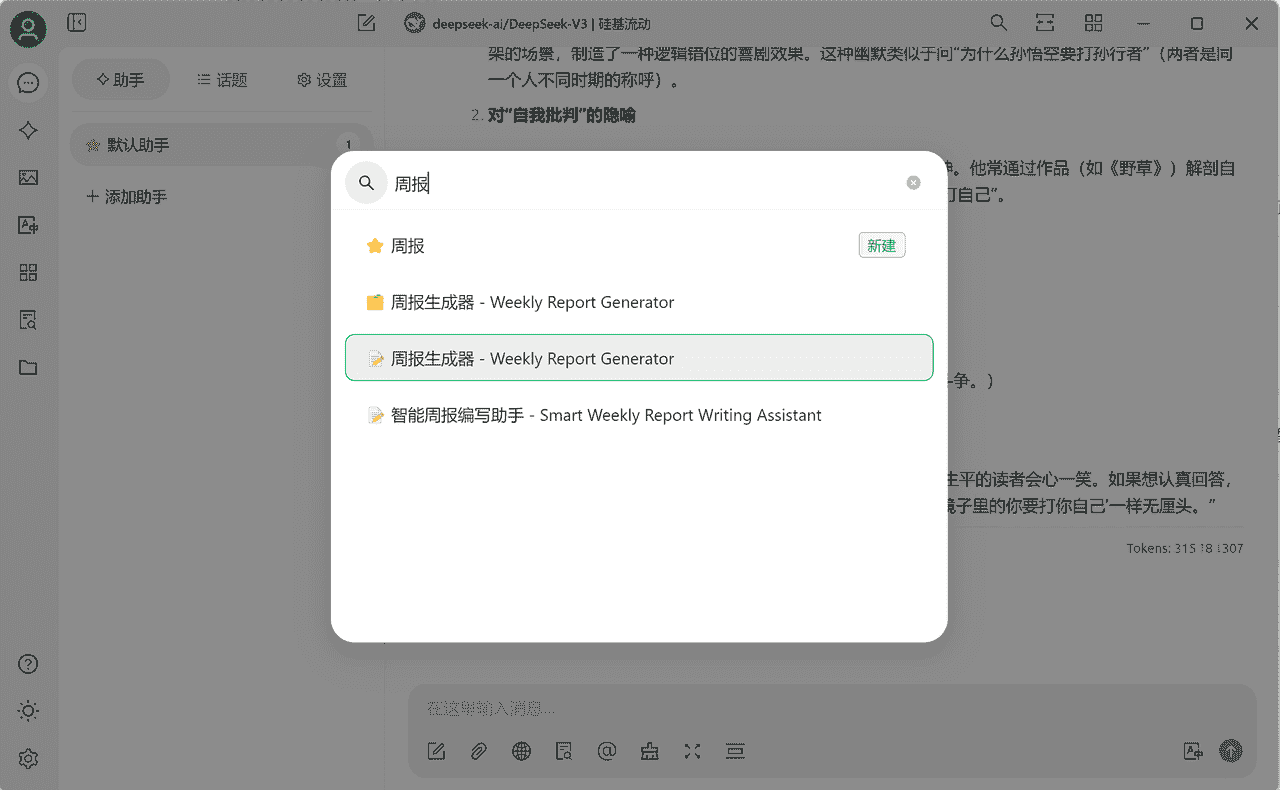 deepseek-ai/DeepSeek-V3 | 硅基流动
助手
话题
设置
默认助手
1
添加助手
架的场景，制造了一种逻辑错位的喜剧效果。这种幽默类似于问“为什么孙悟空要打孙行者”（两者是同
一个人不同时期的称呼）。
2. 对“自我批判”的隐喻
。他常通过作品（如《野草》）解剖自
打自己”。
争。）
生平的读者会心一笑。如果想认真回答，
镜子里的你要打你自己’一样无厘头。”
Tokens:
周报
周报
新建
周报生成器 - Weekly Report Generator
周报生成器 - Weekly Report Generator
智能周报编写助手 - Smart Weekly Report Writing Assistant
在这里输入消息...